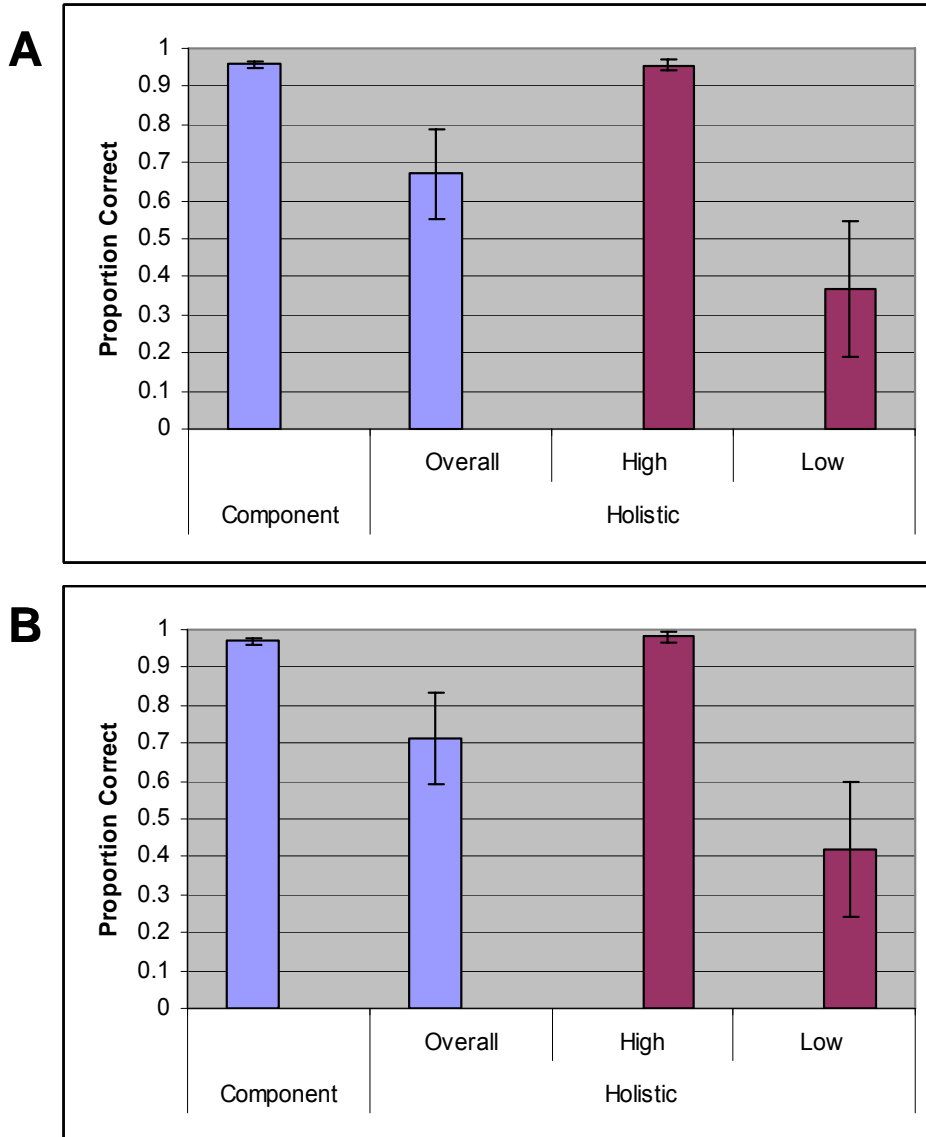 A
Proportion Correct
1
0.9
0.8
0.7
0.6
0.5
0.4
0.3
0.2
0.1
0
Overall High Low
Component Holistic
B
Proportion Correct
1
0.9
0.8
0.7
0.6
0.5
0.4
0.3
0.2
0.1
0
Overall High Low
Component Holistic